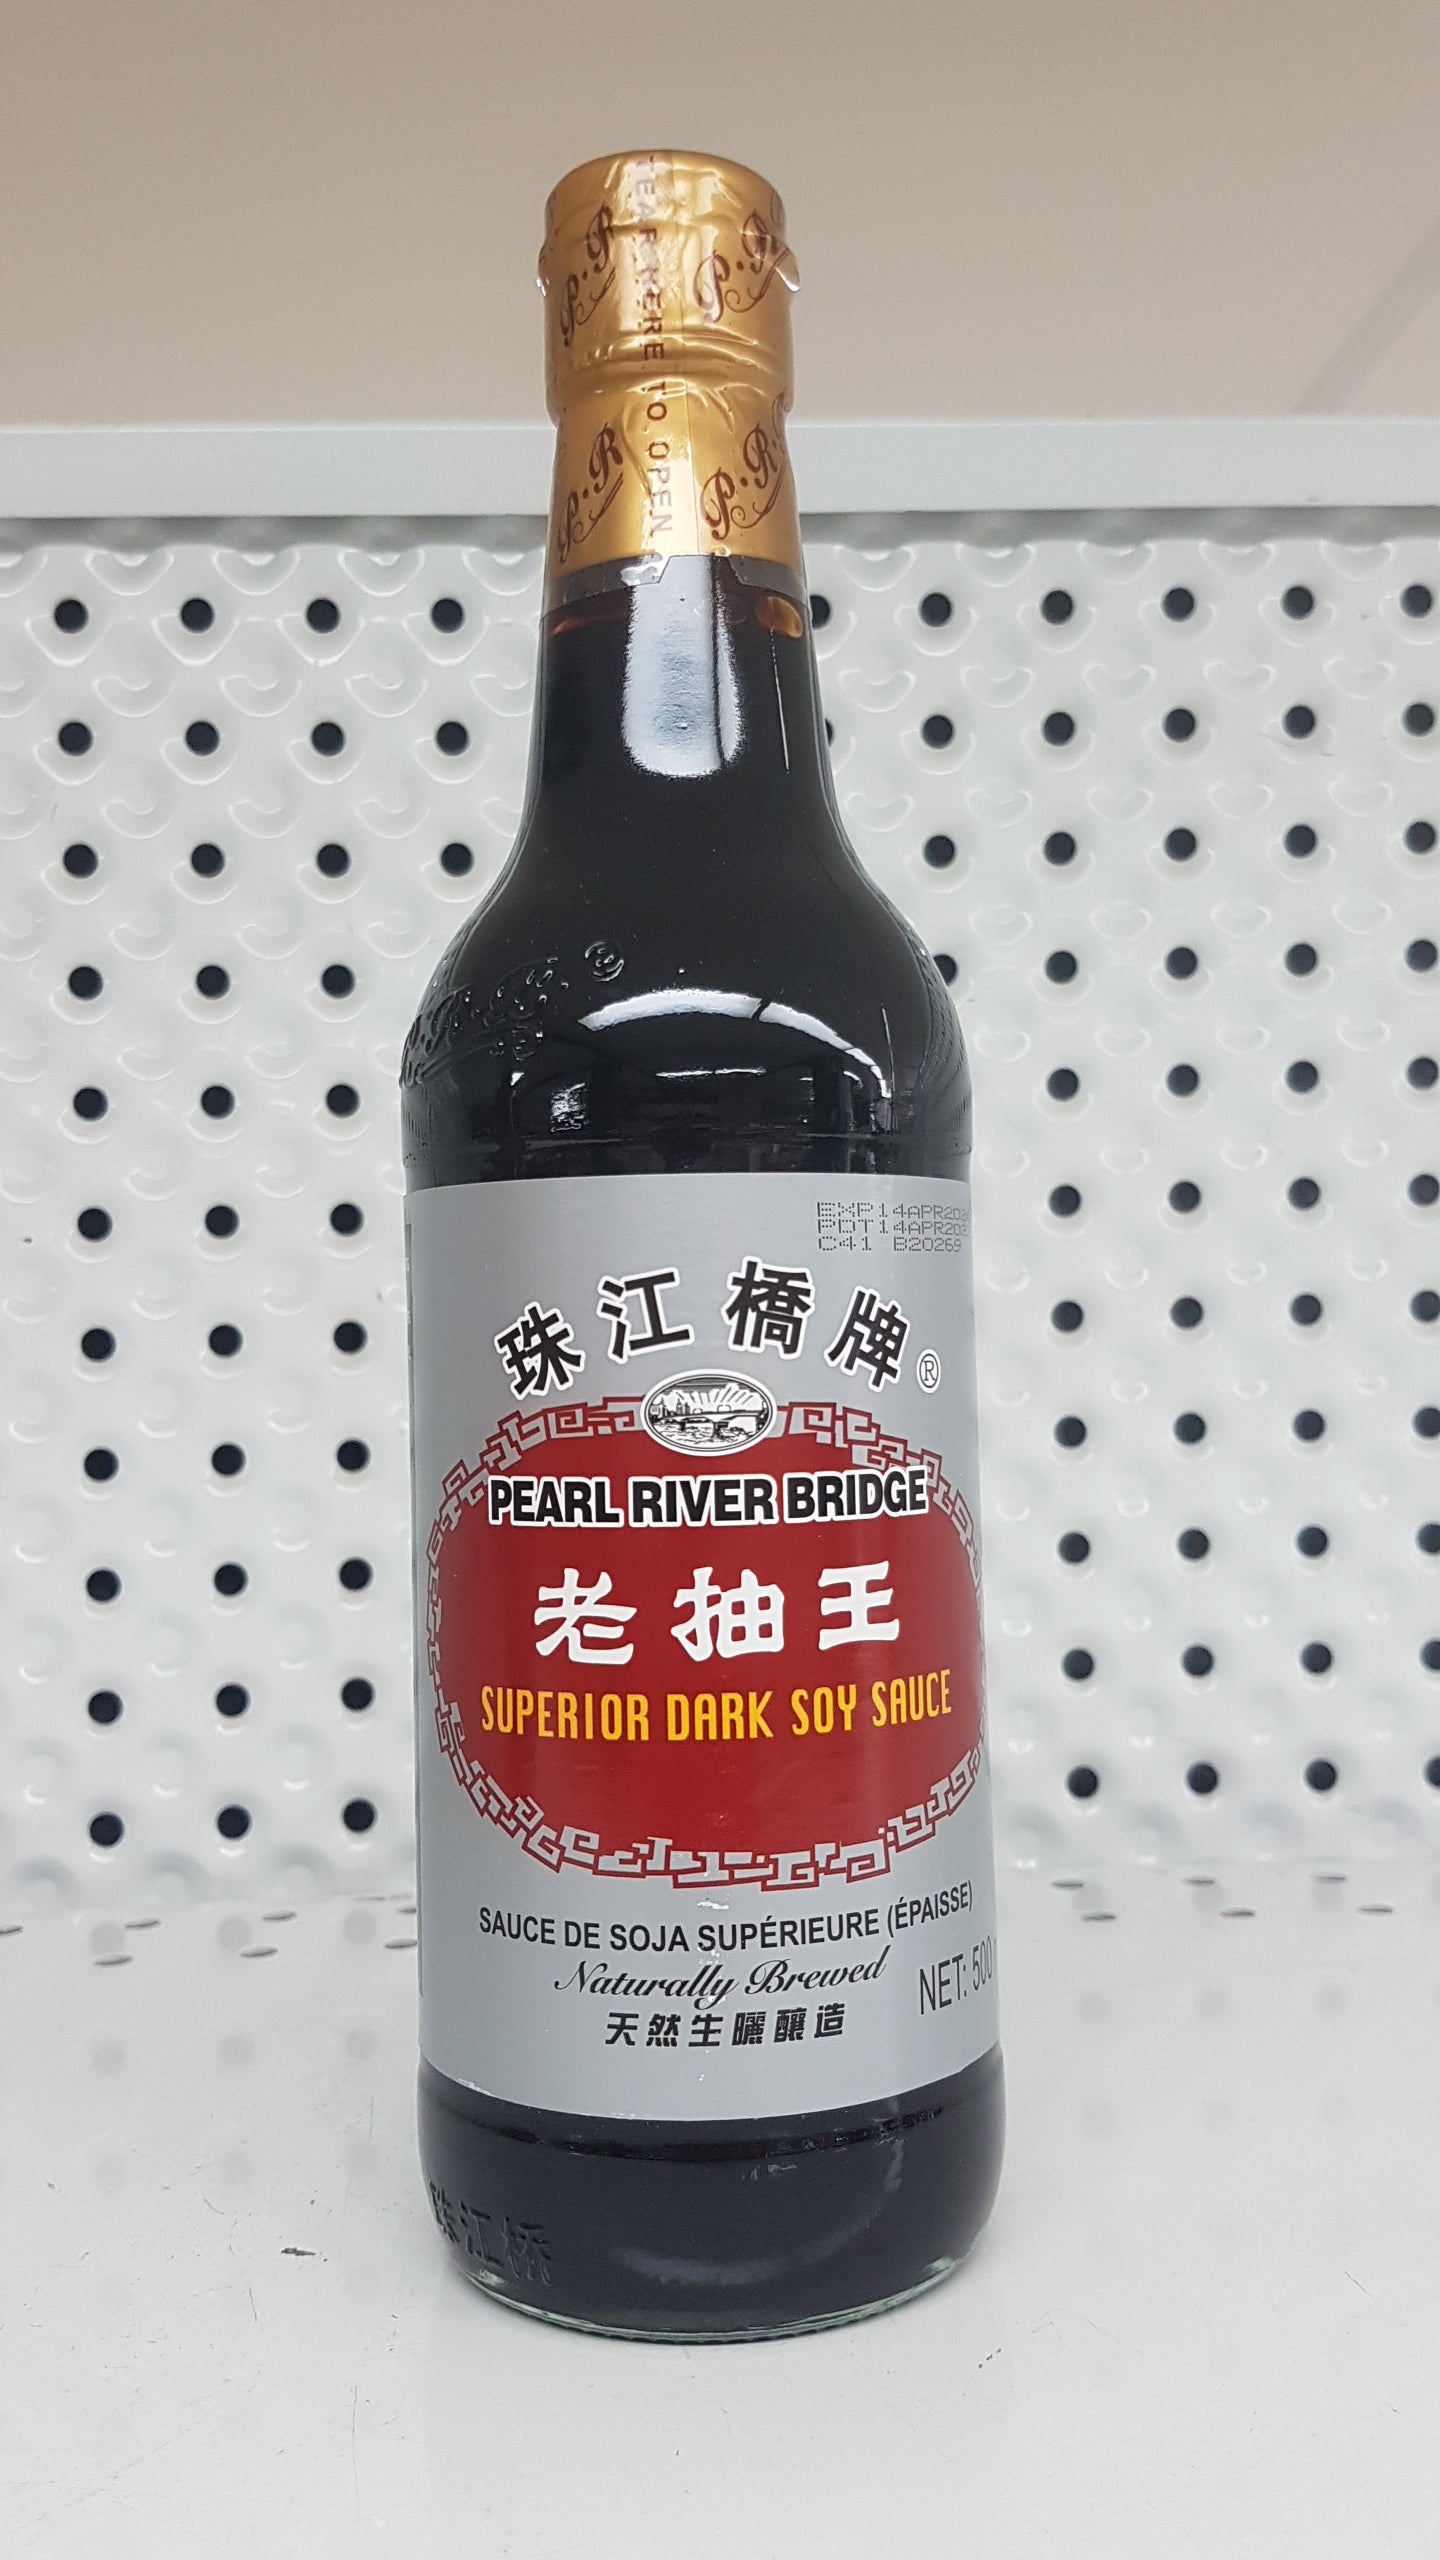 P·R
P·R
TEAR HERE TO OPEN
P·R
P·R
EXP14APR202
PDT14APR202
C41 B20269
珠江橋牌®
PEARL RIVER BRIDGE
老抽王
SUPERIOR DARK SOY SAUCE
SAUCE DE SOJA SUPÉRIEURE (ÉPAISSE)
Naturally Brewed
NET: 500
天然生曬釀造
珠江桥